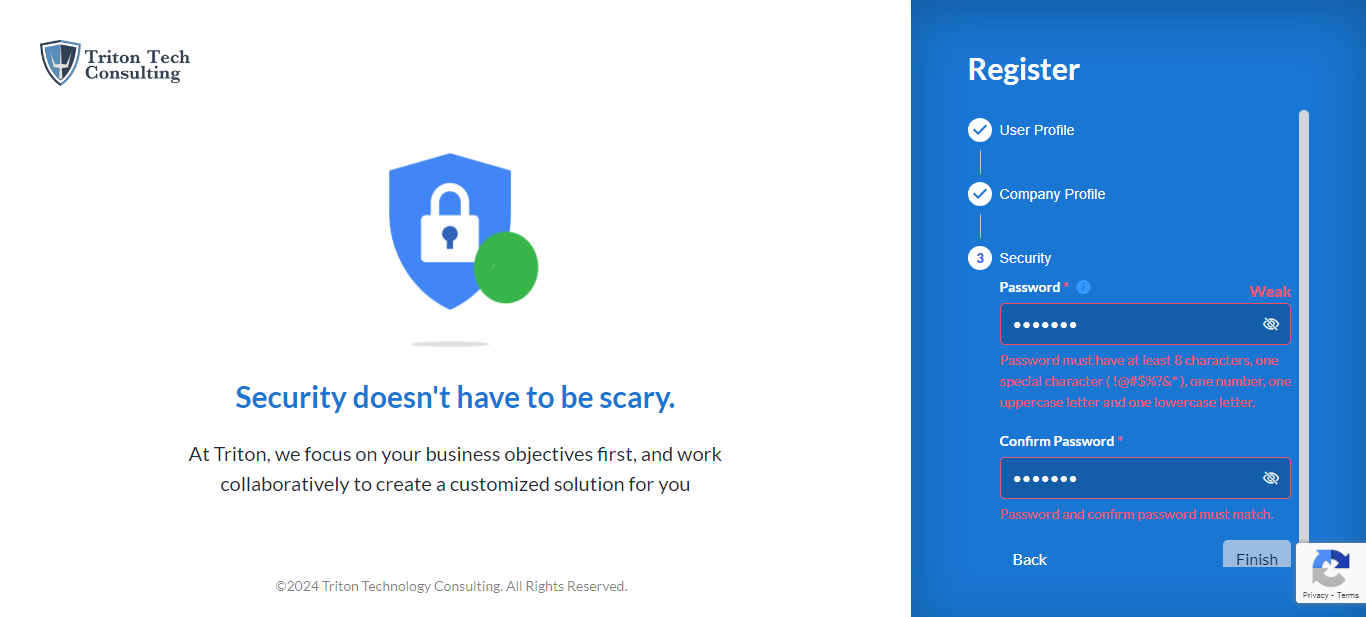 Triton Tech
Consulting
Security doesn't have to be scary.
At Triton, we focus on your business objectives first, and work
collaboratively to create a customized solution for you
©2024 Triton Technology Consulting. All Rights Reserved.
Register
User Profile
Company Profile
3 Security
Password * i
Weak
•••••••
Password must have at least 8 characters, one
special character ( !@#$%?&* ), one number, one
uppercase letter and one lowercase letter.
Confirm Password *
•••••••
Password and confirm password must match.
Back
Finish
Privacy - Terms